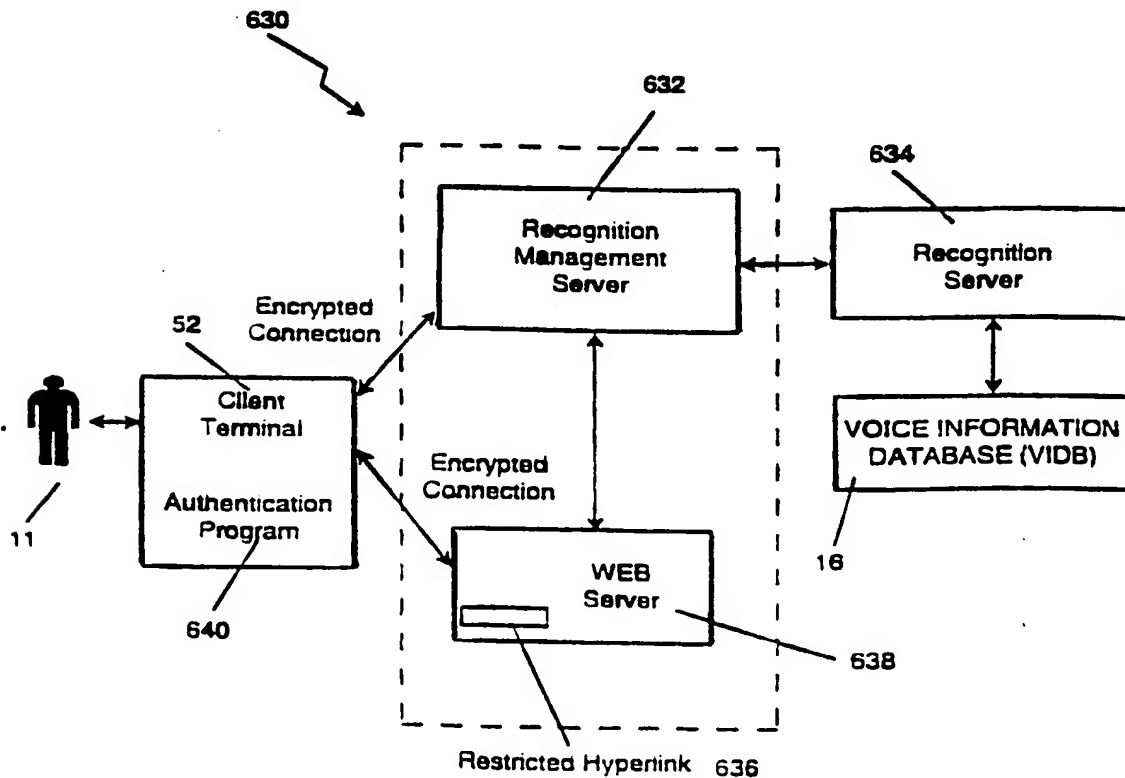 630
632
634
Recognition
Management
Server
Recognition
Server
Encrypted
Connection
52
Client
Terminal
VOICE INFORMATION
DATABASE (VIDB)
Encrypted
Connection
Authentication
Program
11
16
WEB
Server
640
638
Restricted Hyperlink 636